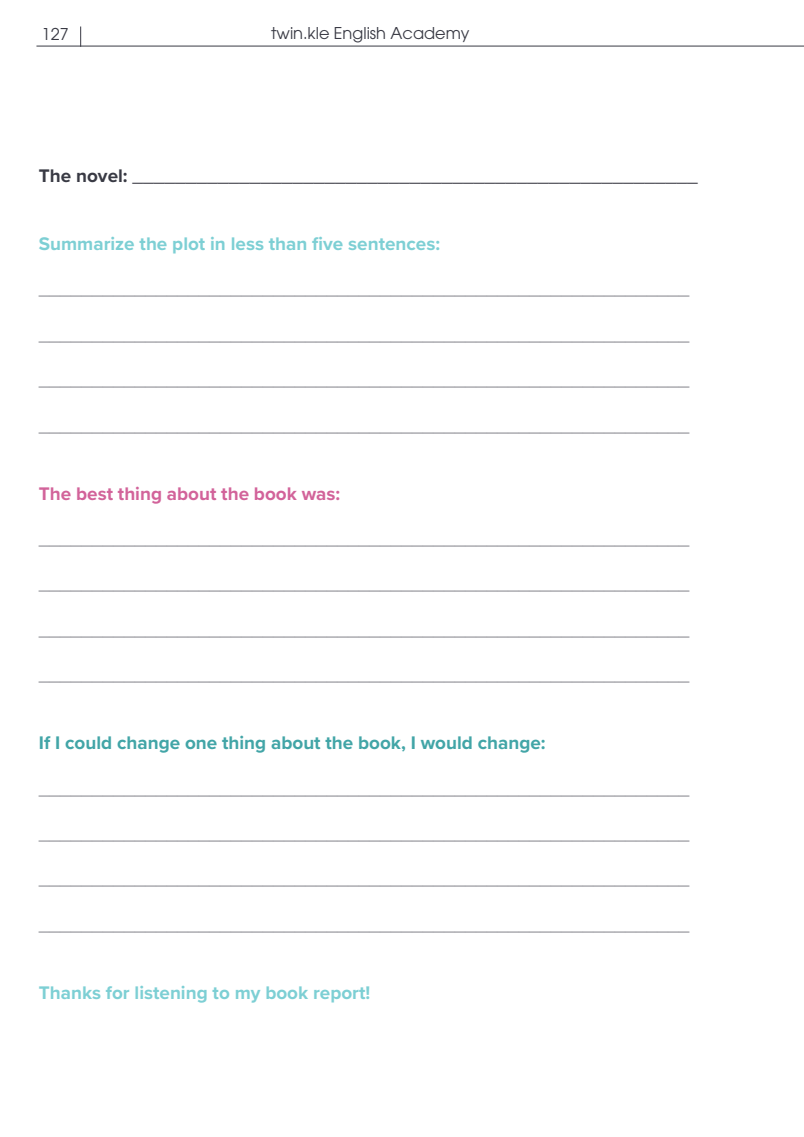 127 | twin.kle English Academy
The novel:
Summarize the plot in less than five sentences:
The best thing about the book was:
If I could change one thing about the book, I would change:
Thanks for listening to my book report!